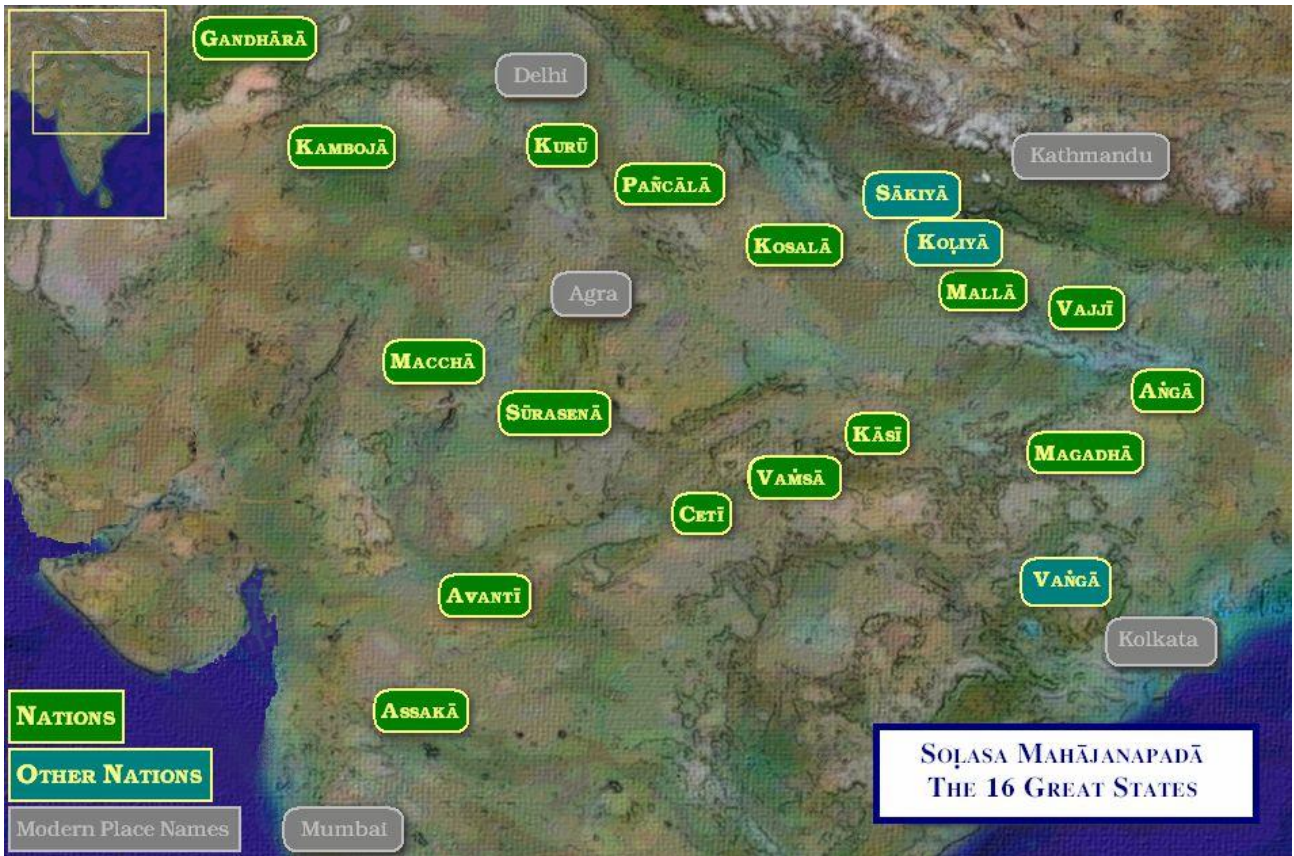 Gandhārā
Delhi
Kambojā
Kurū
Kathmandu
Pañcālā
Sākiyā
Kosalā
Koḷiyā
Agra
Mallā
Vajjī
Macchā
Aṅgā
Sūrasenā
Kāsī
Magadhā
Vaṁsā
Cetī
Vaṅgā
Avantī
Kolkata
Assakā
Nations
Other Nations
Modern Place Names
Mumbai
Soḷasa Mahājanapadā
The 16 Great States